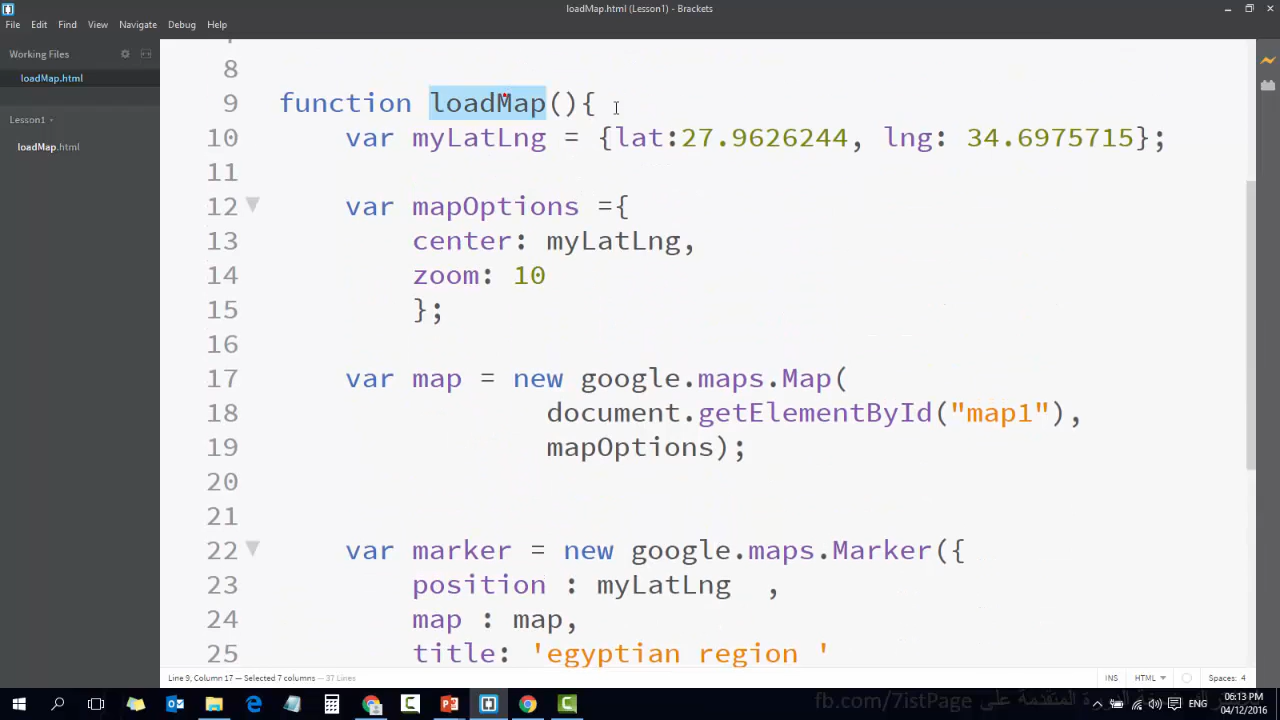 loadMap.html (Lesson1) - Brackets
File Edit Find View Navigate Debug Help
Working Files
loadMap.html
Lesson1
loadMap.html
8
9 function loadMap(){
10 var myLatLng = {lat:27.9626244, lng: 34.6975715};
11
12 var mapOptions ={
13 center: myLatLng,
14 zoom: 10
15 };
16
17 var map = new google.maps.Map(
18 document.getElementById("map1"),
19 mapOptions);
20
21
22 var marker = new google.maps.Marker({
23 position : myLatLng ,
24 map : map,
25 title: 'egyptian region '
Line 9, Column 17 — Selected 7 columns — 37 Lines
INS HTML Spaces: 4
fb.com/7istPage على
ENG
06:13 PM
04/12/2016